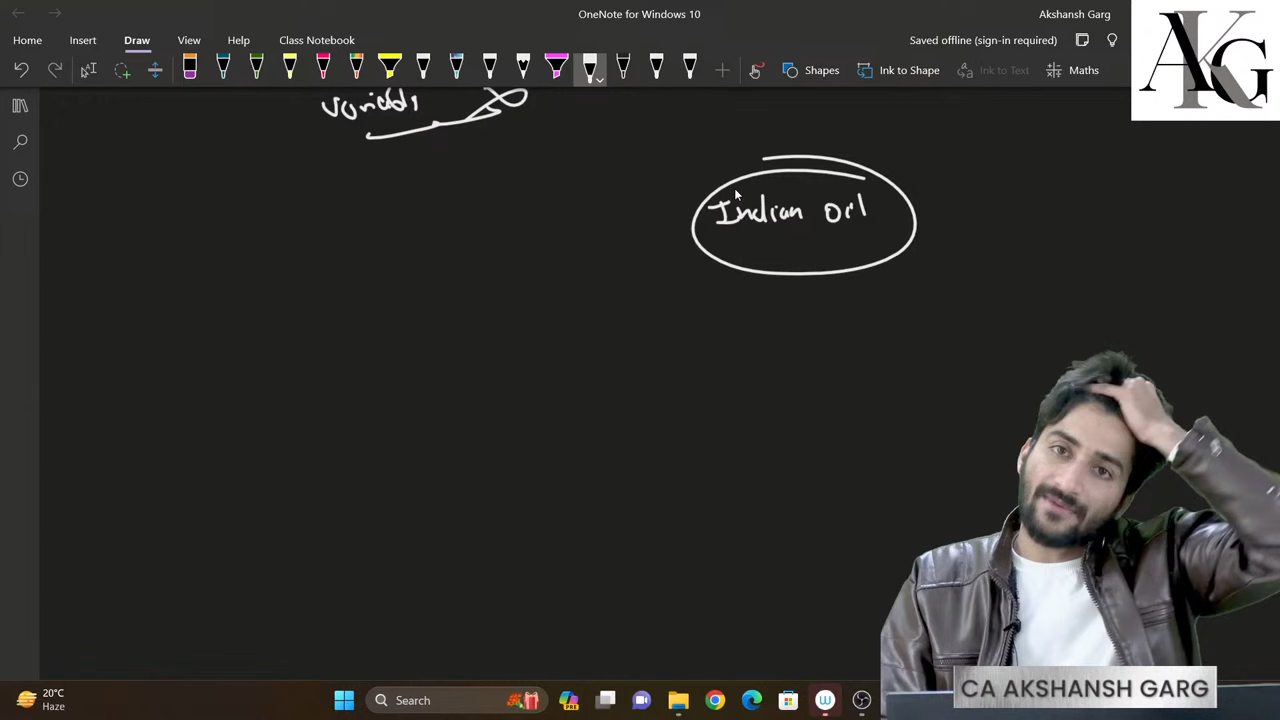 OneNote for Windows 10
Akshansh Garg
Home Insert Draw View Help Class Notebook
Saved offline (sign-in required)
Shapes Ink to Shape Ink to Text Maths
AKG
Indian Oil
CA AKSHANSH GARG
20°C
Haze
Search
PRE